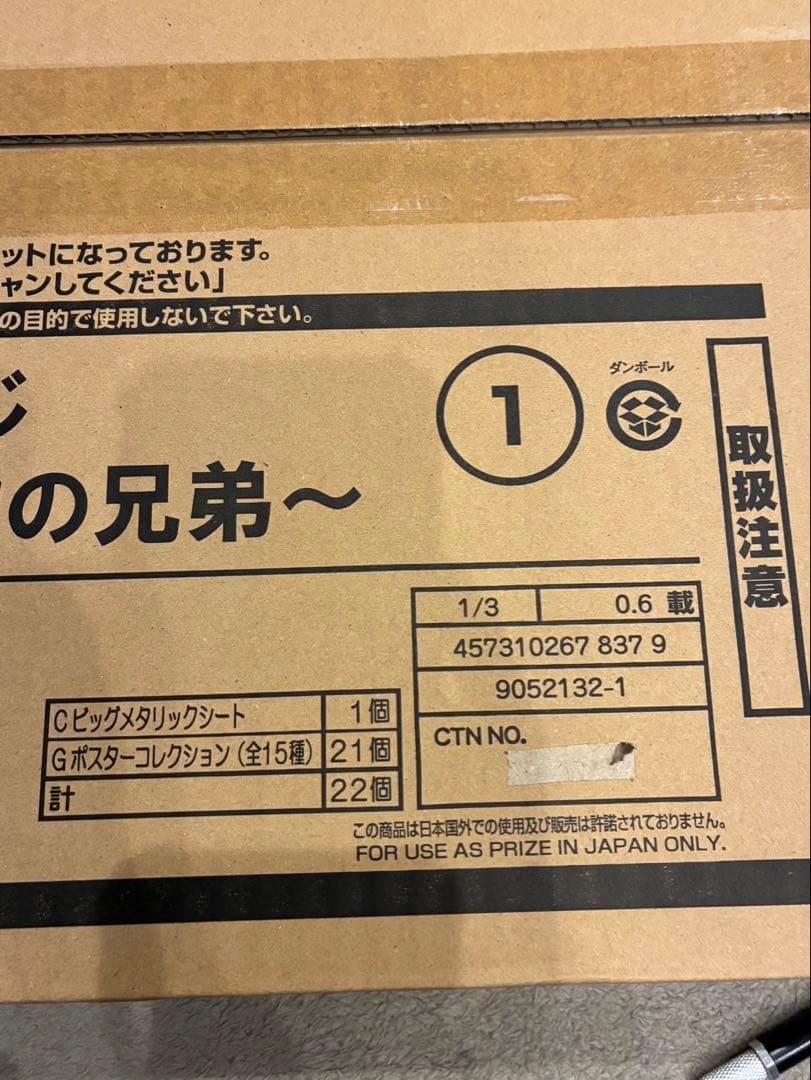 ットになっております。
ャンしてください」
の目的で使用しないで下さい。
じ
の兄弟～
1
ダンボール
取扱注意
1/3 0.6 載
457310267 837 9
9052132-1
CTN NO.
Cビッグメタリックシート 1個
Gポスターコレクション(全15種) 21個
計 22個
この商品は日本国外での使用及び販売は許諾されておりません。
FOR USE AS PRIZE IN JAPAN ONLY.